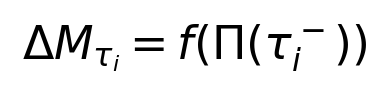 ΔM_{τ_i} = f(Π(τ_i^−))